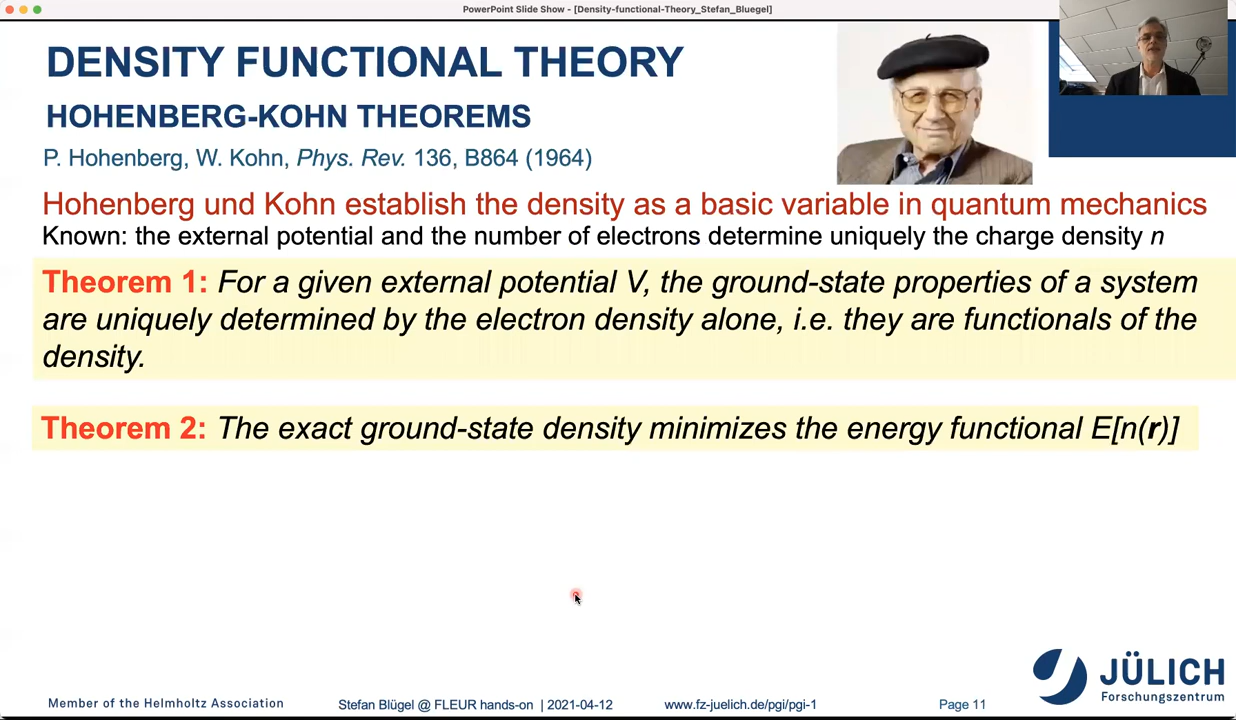 PowerPoint Slide Show - [Density-functional-Theory_Stefan_Bluegel]
DENSITY FUNCTIONAL THEORY
HOHENBERG-KOHN THEOREMS
P. Hohenberg, W. Kohn, Phys. Rev. 136, B864 (1964)
Hohenberg und Kohn establish the density as a basic variable in quantum mechanics
Known: the external potential and the number of electrons determine uniquely the charge density n
Theorem 1: For a given external potential V, the ground-state properties of a system
are uniquely determined by the electron density alone, i.e. they are functionals of the
density.
Theorem 2: The exact ground-state density minimizes the energy functional E[n(r)]
JÜLICH
Forschungszentrum
Member of the Helmholtz Association
Stefan Blügel @ FLEUR hands-on | 2021-04-12
www.fz-juelich.de/pgi/pgi-1
Page 11